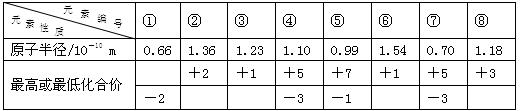 元素编号 元素性质 ① ② ③ ④ ⑤ ⑥ ⑦ ⑧
原子半径/10⁻¹⁰ m 0.66 1.36 1.23 1.10 0.99 1.54 0.70 1.18
最高或最低化合价 +2 +1 +5 +7 +1 +5 +3
-2 -3 -1 -3